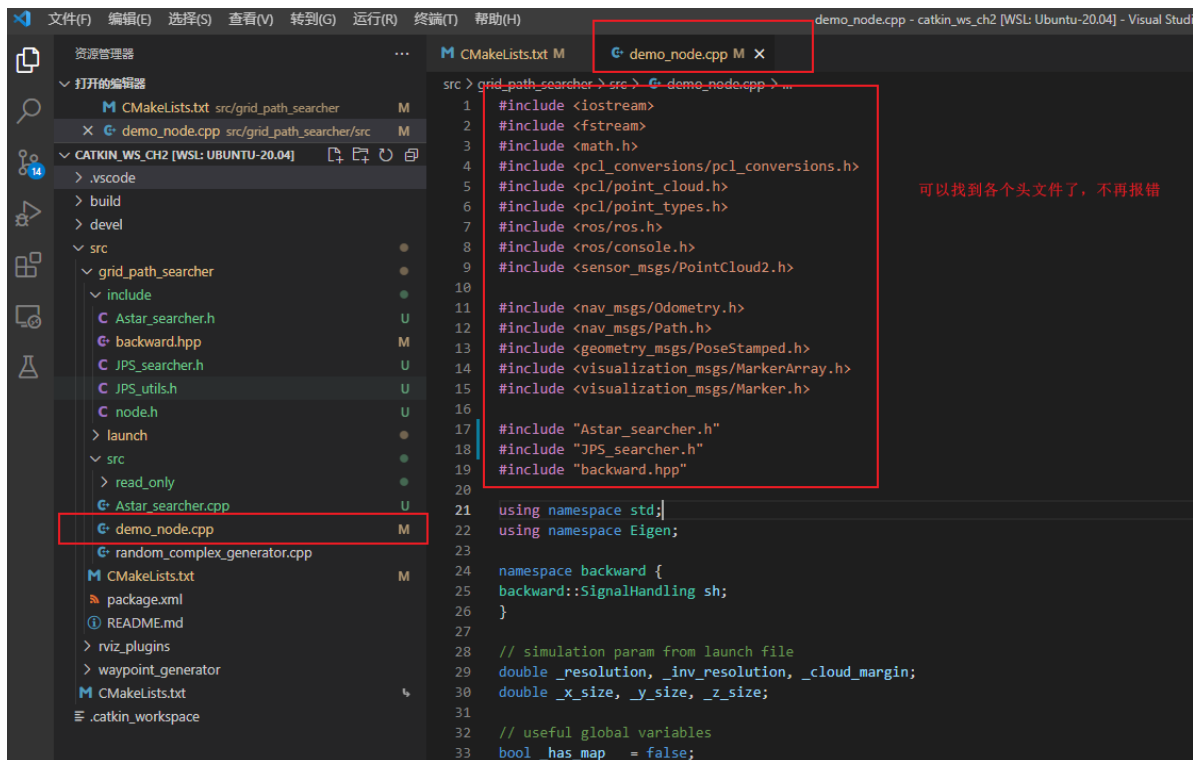 文件(F) 编辑(E) 选择(S) 查看(V) 转到(G) 运行(R) 终端(T) 帮助(H) demo_node.cpp - catkin_ws_ch2 [WSL: Ubuntu-20.04] - Visual Studi
资源管理器 ···
打开的编辑器
M CMakeLists.txt src/grid_path_searcher M
demo_node.cpp src/grid_path_searcher/src M
CATKIN_WS_CH2 [WSL: UBUNTU-20.04]
14
.vscode
build
devel
src
grid_path_searcher
include
C Astar_searcher.h U
backward.hpp M
C JPS_searcher.h U
C JPS_utils.h U
C node.h U
launch
src
read_only
Astar_searcher.cpp U
demo_node.cpp M
random_complex_generator.cpp
M CMakeLists.txt M
package.xml
README.md
rviz_plugins
waypoint_generator
M CMakeLists.txt
.catkin_workspace
M CMakeLists.txt M
demo_node.cpp M
src > grid_path_searcher > src > demo_node.cpp > ...
1 #include <iostream>
2 #include <fstream>
3 #include <math.h>
4 #include <pcl_conversions/pcl_conversions.h>
5 #include <pcl/point_cloud.h>
6 #include <pcl/point_types.h>
7 #include <ros/ros.h>
8 #include <ros/console.h>
9 #include <sensor_msgs/PointCloud2.h>
10
11 #include <nav_msgs/Odometry.h>
12 #include <nav_msgs/Path.h>
13 #include <geometry_msgs/PoseStamped.h>
14 #include <visualization_msgs/MarkerArray.h>
15 #include <visualization_msgs/Marker.h>
16
17 #include "Astar_searcher.h"
18 #include "JPS_searcher.h"
19 #include "backward.hpp"
20
21 using namespace std;
22 using namespace Eigen;
23
24 namespace backward {
25 backward::SignalHandling sh;
26 }
27
28 // simulation param from launch file
29 double _resolution, _inv_resolution, _cloud_margin;
30 double _x_size, _y_size, _z_size;
31
32 // useful global variables
33 bool _has_map = false;
可以找到各个头文件了，不再报错